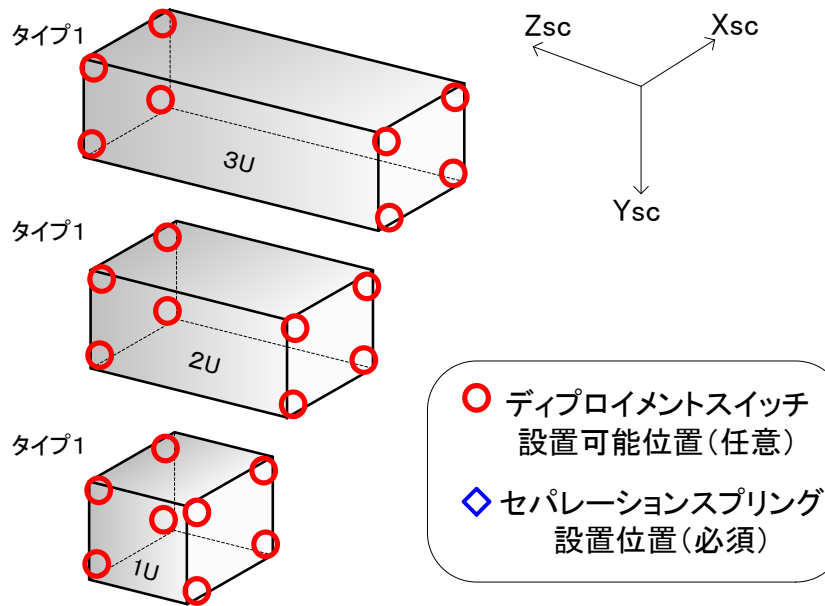 タイプ1
3U
Zsc
Xsc
Ysc
タイプ1
2U
タイプ1
1U
ディプロイメントスイッチ
設置可能位置(任意)
セパレーションスプリング
設置位置(必須)